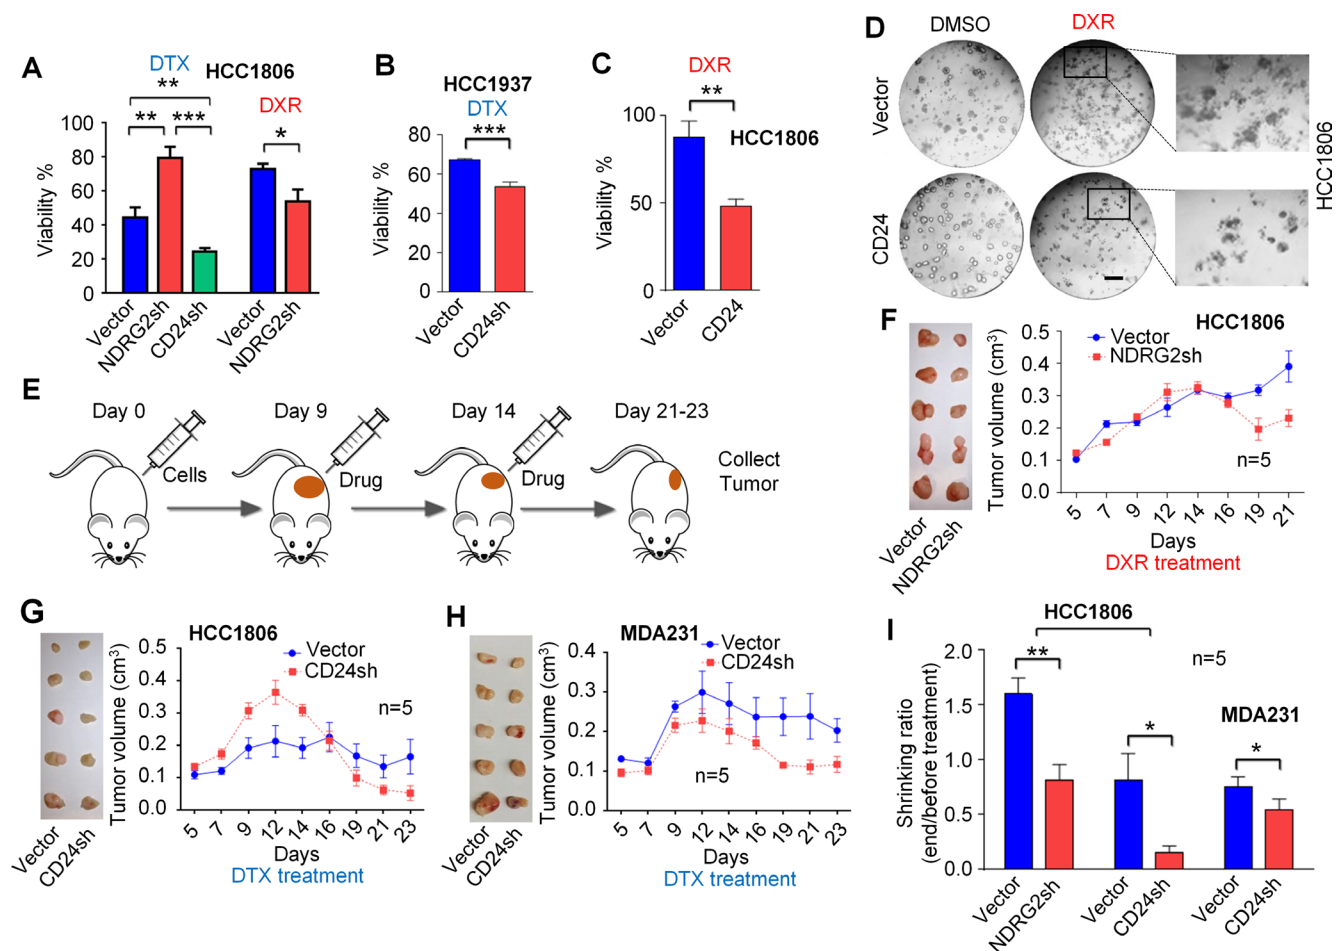 A
DTX
HCC1806
**
** ***
DXR
*
Viability %
100
80
60
40
20
0
Vector
NDRG2sh
CD24sh
Vector
NDRG2sh
B
HCC1937
DTX
***
Viability %
80
60
40
20
0
Vector
CD24sh
C
DXR
**
HCC1806
Viability %
100
50
0
Vector
CD24
D
DMSO
DXR
Vector
CD24
HCC1806
E
Day 0
Day 9
Day 14
Day 21-23
Cells
Drug
Drug
Collect
Tumor
F
HCC1806
Vector
NDRG2sh
Tumor volume (cm³)
0.5
0.4
0.3
0.2
0.1
0.0
n=5
5 7 9 12 14 16 19 21
Days
DXR treatment
Vector
NDRG2sh
G
HCC1806
Vector
CD24sh
Tumor volume (cm³)
0.5
0.4
0.3
0.2
0.1
0.0
n=5
5 7 9 12 14 16 19 21 23
Days
DTX treatment
Vector
CD24sh
H
MDA231
Vector
CD24sh
Tumor volume (cm³)
0.4
0.3
0.2
0.1
0.0
n=5
5 7 9 12 14 16 19 21 23
Days
DTX treatment
Vector
CD24sh
I
HCC1806
**
n=5
*
MDA231
*
Shrinking ratio
(end/before treatment)
2.0
1.5
1.0
0.5
0.0
Vector
NDRG2sh
Vector
CD24sh
Vector
CD24sh